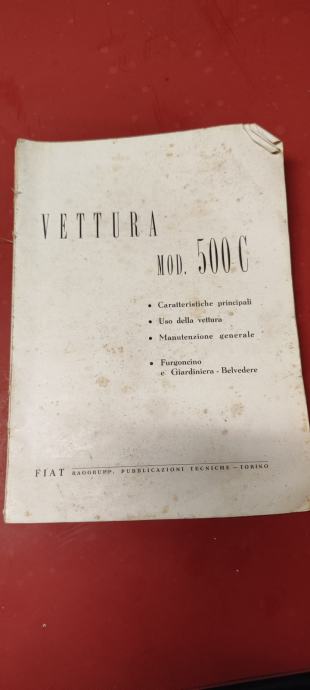 VETTURA
MOD. 500 C
• Caratteristiche principali
• Uso della vettura
• Manutenzione generale
• Furgoncino
e Giardiniera - Belvedere
FIAT RAGGRUPP. PUBBLICAZIONI TECNICHE - TORINO